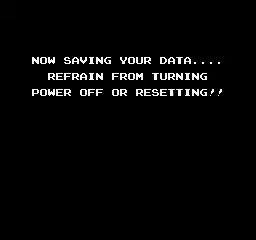 NOW SAVING YOUR DATA....
REFRAIN FROM TURNING
POWER OFF OR RESETTING!!